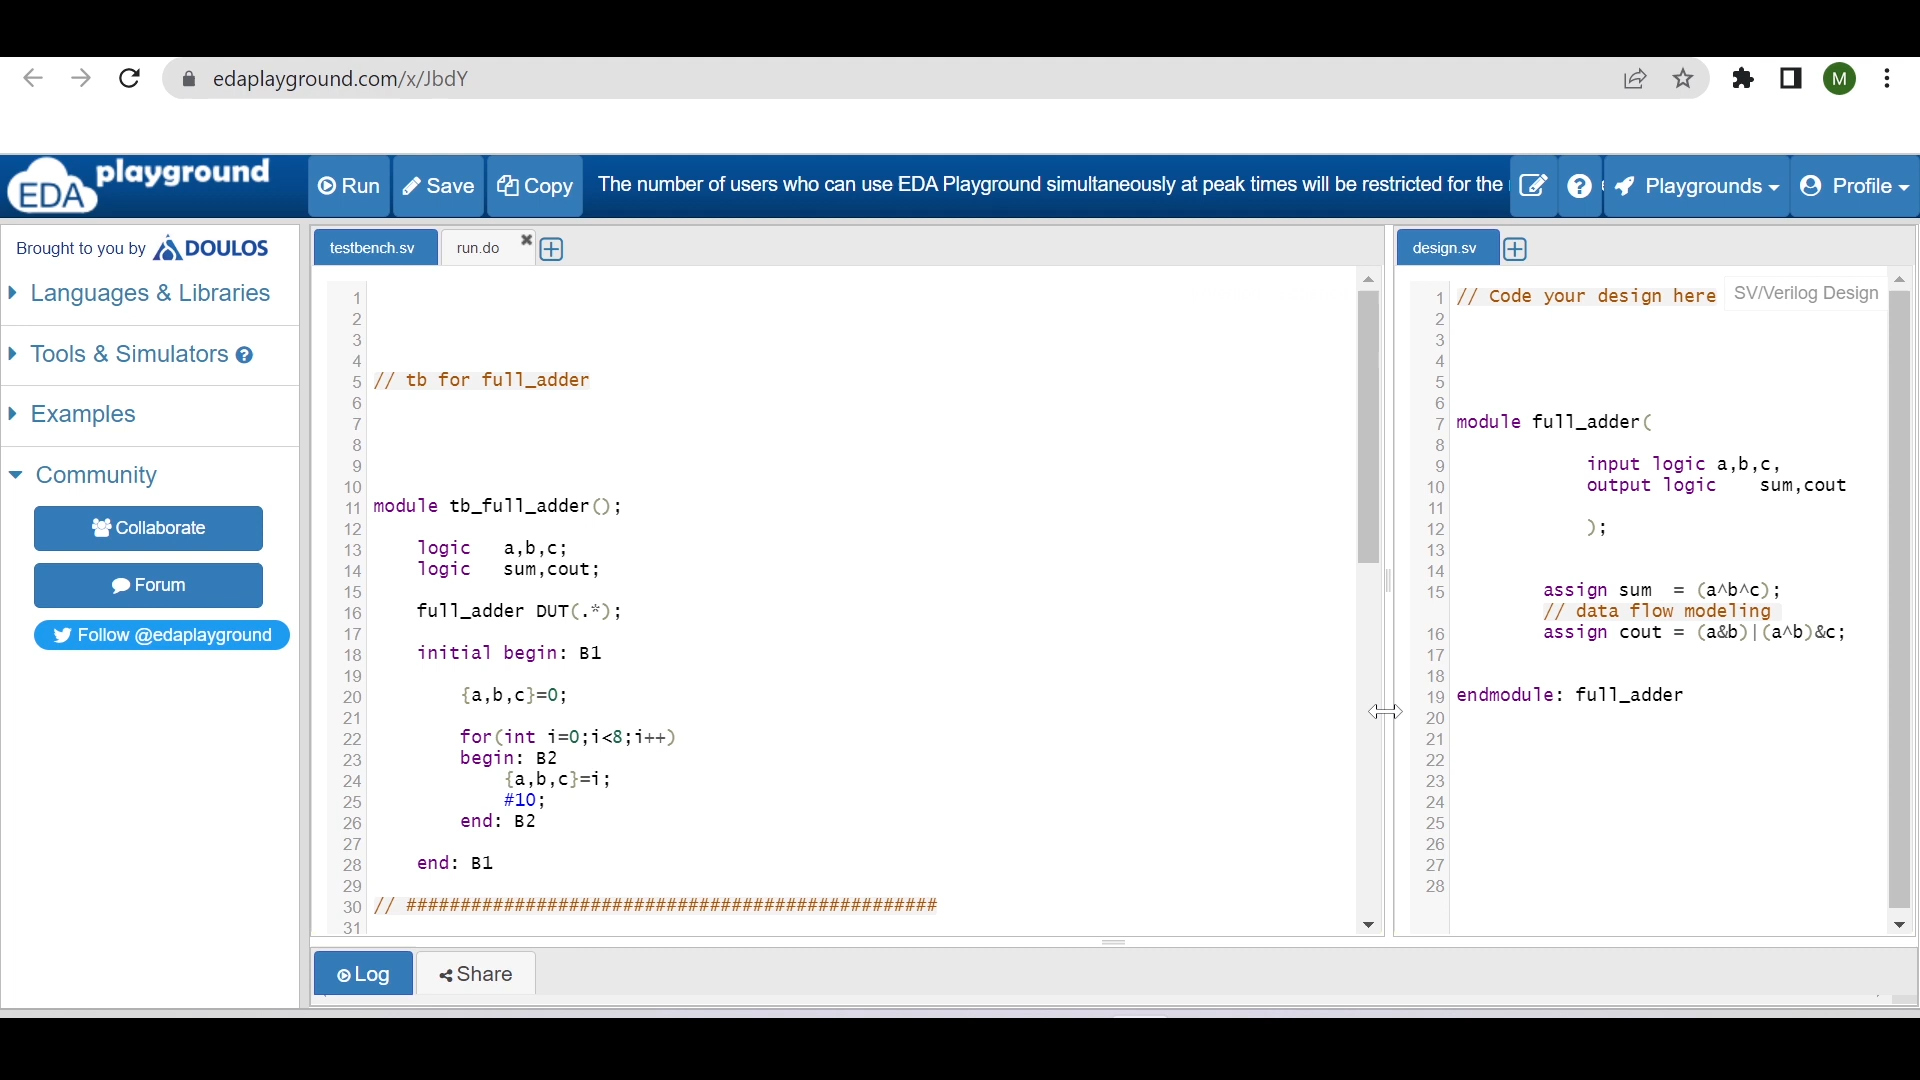 edaplayground.com/x/JbdY
M
EDA playground
Run
Save
Copy
The number of users who can use EDA Playground simultaneously at peak times will be restricted for the
Playgrounds
Profile
Brought to you by DOULOS
Languages & Libraries
Tools & Simulators
Examples
Community
Collaborate
Forum
Follow @edaplayground
testbench.sv
run.do
1
2
3
4
5 // tb for full_adder
6
7
8
9
10
11 module tb_full_adder();
12
13 logic a,b,c;
14 logic sum,cout;
15
16 full_adder DUT(.*);
17
18 initial begin: B1
19
20 {a,b,c}=0;
21
22 for(int i=0;i<8;i++)
23 begin: B2
24 {a,b,c}=i;
25 #10;
26 end: B2
27
28 end: B1
29
30 // #################################################
31
design.sv
SV/Verilog Design
1 // Code your design here
2
3
4
5
6
7 module full_adder(
8
9 input logic a,b,c,
10 output logic sum,cout
11
12 );
13
14
15 assign sum = (a^b^c);
// data flow modeling
16 assign cout = (a&b)|(a^b)&c;
17
18
19 endmodule: full_adder
20
21
22
23
24
25
26
27
28
Log
Share